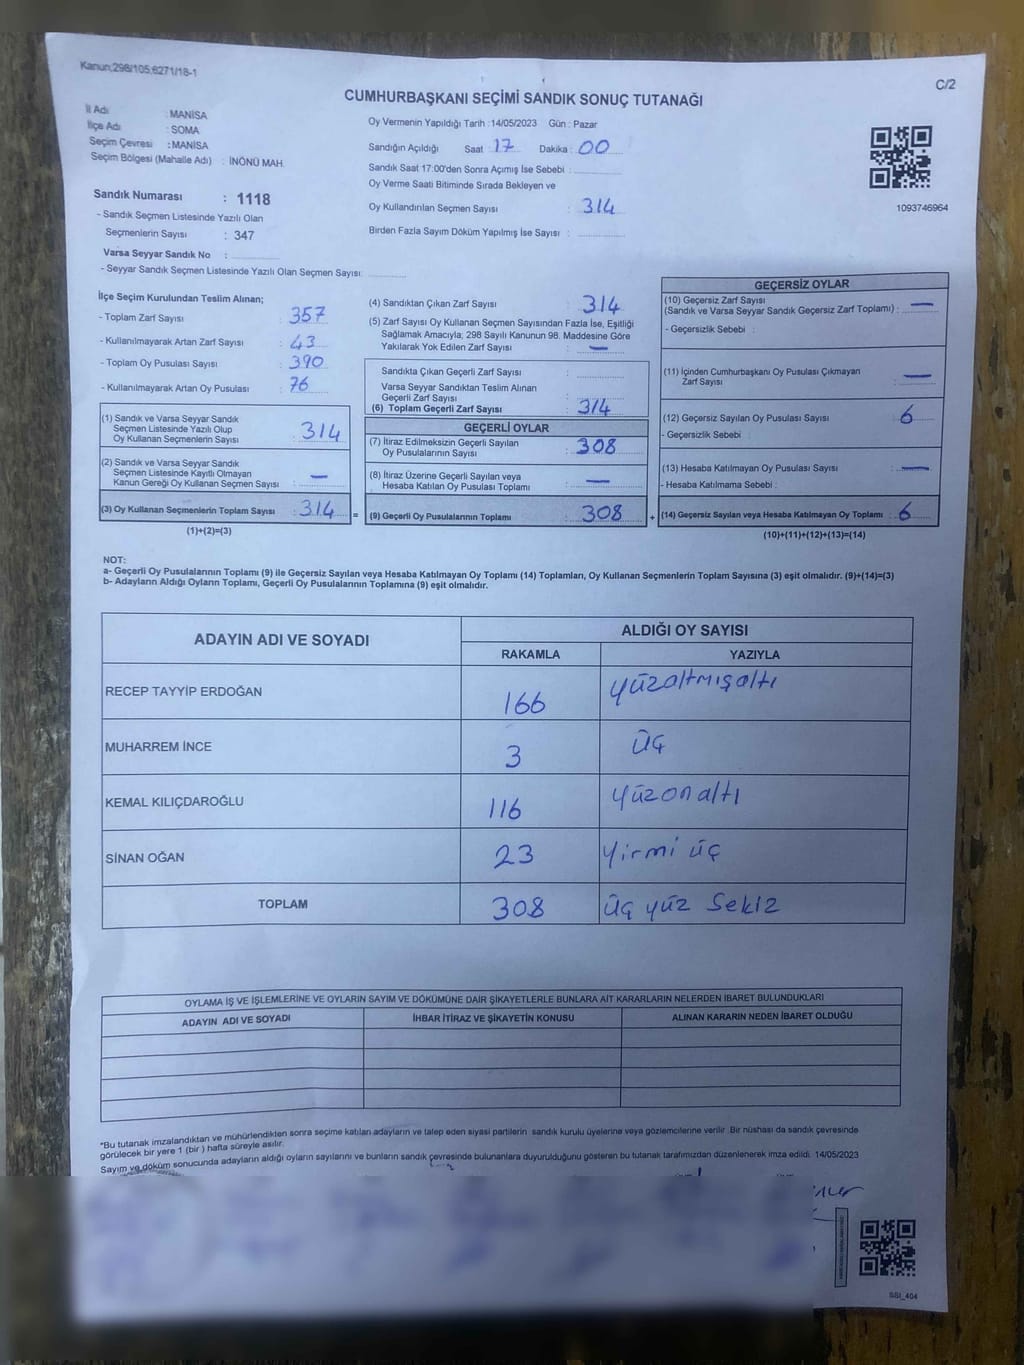 Kanun;298/105;6271/18-1
C/2
CUMHURBAŞKANI SEÇİMİ SANDIK SONUÇ TUTANAĞI
İl Adı : MANİSA
İlçe Adı : SOMA
Seçim Çevresi : MANİSA
Seçim Bölgesi (Mahalle Adı) : İNÖNÜ MAH.
Oy Vermenin Yapıldığı Tarih : 14/05/2023 Gün : Pazar
Sandığın Açıldığı Saat : 17 Dakika : 00
Sandık Saat 17:00'den Sonra Açımış İse Sebebi :
Oy Verme Saati Bitiminde Sırada Bekleyen ve
Oy Kullandırılan Seçmen Sayısı : 314
Birden Fazla Sayım Döküm Yapılmış İse Sayısı :
1093746964
Sandık Numarası : 1118
- Sandık Seçmen Listesinde Yazılı Olan
Seçmenlerin Sayısı : 347
Varsa Seyyar Sandık No :
- Seyyar Sandık Seçmen Listesinde Yazılı Olan Seçmen Sayısı:
İlçe Seçim Kurulundan Teslim Alınan;
- Toplam Zarf Sayısı : 357
- Kullanılmayarak Artan Zarf Sayısı : 43
- Toplam Oy Pusulası Sayısı : 390
- Kullanılmayarak Artan Oy Pusulası : 76
(1) Sandık ve Varsa Seyyar Sandık
Seçmen Listesinde Yazılı Olup
Oy Kullanan Seçmenlerin Sayısı : 314
(2) Sandık ve Varsa Seyyar Sandık
Seçmen Listesinde Kayıtlı Olmayan
Kanun Gereği Oy Kullanan Seçmen Sayısı : —
(3) Oy Kullanan Seçmenlerin Toplam Sayısı : 314
(1)+(2)=(3)
=
(4) Sandıktan Çıkan Zarf Sayısı : 314
(5) Zarf Sayısı Oy Kullanan Seçmen Sayısından Fazla İse, Eşitliği
Sağlamak Amacıyla; 298 Sayılı Kanunun 98. Maddesine Göre
Yakılarak Yok Edilen Zarf Sayısı : —
Sandıkta Çıkan Geçerli Zarf Sayısı :
Varsa Seyyar Sandıktan Teslim Alınan
Geçerli Zarf Sayısı :
(6) Toplam Geçerli Zarf Sayısı : 314
GEÇERLİ OYLAR
(7) İtiraz Edilmeksizin Geçerli Sayılan
Oy Pusulalarının Sayısı : 308
(8) İtiraz Üzerine Geçerli Sayılan veya
Hesaba Katılan Oy Pusulası Toplamı : —
(9) Geçerli Oy Pusulalarının Toplamı : 308
+
GEÇERSİZ OYLAR
(10) Geçersiz Zarf Sayısı
(Sandık ve Varsa Seyyar Sandık Geçersiz Zarf Toplamı) : —
- Geçersizlik Sebebi :
(11) İçinden Cumhurbaşkanı Oy Pusulası Çıkmayan
Zarf Sayısı : —
(12) Geçersiz Sayılan Oy Pusulası Sayısı : 6
- Geçersizlik Sebebi :
(13) Hesaba Katılmayan Oy Pusulası Sayısı : —
- Hesaba Katılmama Sebebi :
(14) Geçersiz Sayılan veya Hesaba Katılmayan Oy Toplamı : 6
(10)+(11)+(12)+(13)=(14)
NOT:
a- Geçerli Oy Pusulalarının Toplamı (9) ile Geçersiz Sayılan veya Hesaba Katılmayan Oy Toplamı (14) Toplamları, Oy Kullanan Seçmenlerin Toplam Sayısına (3) eşit olmalıdır. (9)+(14)=(3)
b- Adayların Aldığı Oyların Toplamı, Geçerli Oy Pusulalarının Toplamına (9) eşit olmalıdır.
ADAYIN ADI VE SOYADI
ALDIĞI OY SAYISI
RAKAMLA YAZIYLA
RECEP TAYYİP ERDOĞAN 166 yüzaltmışaltı
MUHARREM İNCE 3 üç
KEMAL KILIÇDAROĞLU 116 yüzonaltı
SİNAN OĞAN 23 yirmi üç
TOPLAM 308 üç yüz sekiz
OYLAMA İŞ VE İŞLEMLERİNE VE OYLARIN SAYIM VE DÖKÜMÜNE DAİR ŞİKAYETLERLE BUNLARA AİT KARARLARIN NELERDEN İBARET BULUNDUKLARI
ADAYIN ADI VE SOYADI İHBAR İTİRAZ VE ŞİKAYETİN KONUSU ALINAN KARARIN NEDEN İBARET OLDUĞU
*Bu tutanak imzalandıktan ve mühürlendikten sonra seçime katılan adayların ve talep eden siyasi partilerin sandık kurulu üyelerine veya gözlemcilerine verilir. Bir nüshası da sandık çevresinde
görülecek bir yere 1 (bir ) hafta süreyle asılır.
Sayım ve döküm sonucunda adayların aldığı oyların sayılarını ve bunların sandık çevresinde bulunanlara duyurulduğunu gösteren bu tutanak tarafımızdan düzenlenerek imza edildi. 14/05/2023
SSI_404